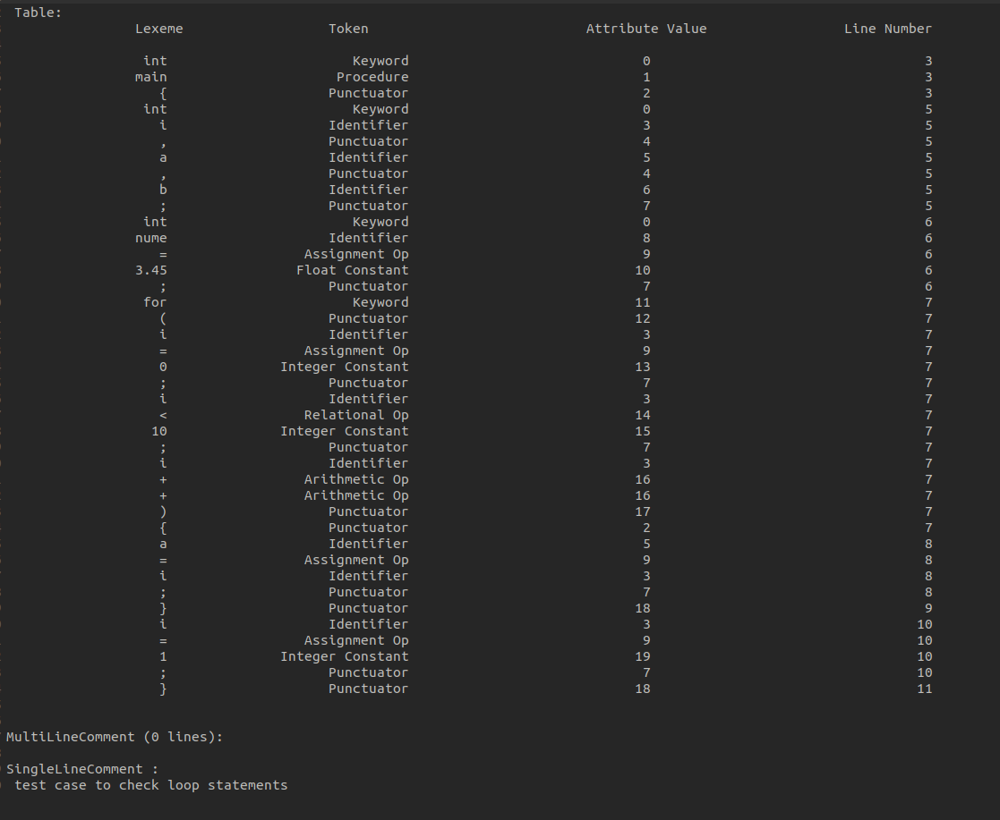 Table:
Lexeme Token Attribute Value Line Number
int Keyword 0 3
main Procedure 1 3
{ Punctuator 2 3
int Keyword 0 5
i Identifier 3 5
, Punctuator 4 5
a Identifier 5 5
, Punctuator 4 5
b Identifier 6 5
; Punctuator 7 5
int Keyword 0 6
nume Identifier 8 6
= Assignment Op 9 6
3.45 Float Constant 10 6
; Punctuator 7 6
for Keyword 11 7
( Punctuator 12 7
i Identifier 3 7
= Assignment Op 9 7
0 Integer Constant 13 7
; Punctuator 7 7
i Identifier 3 7
< Relational Op 14 7
10 Integer Constant 15 7
; Punctuator 7 7
i Identifier 3 7
+ Arithmetic Op 16 7
+ Arithmetic Op 16 7
) Punctuator 17 7
{ Punctuator 2 7
a Identifier 5 8
= Assignment Op 9 8
i Identifier 3 8
; Punctuator 7 8
} Punctuator 18 9
i Identifier 3 10
= Assignment Op 9 10
1 Integer Constant 19 10
; Punctuator 7 10
} Punctuator 18 11
MultiLineComment (0 lines):
SingleLineComment :
test case to check loop statements